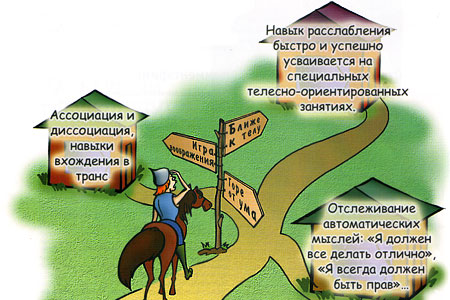 Навык расслабления
быстро и успешно
усваивается на
специальных
телесно-ориентированных
занятиях.
Ассоциация и
диссоциация,
навыки
вхождения в
транс
Ближе
к телу
Игра
воображения
Горе
от ума
Отслеживание
автоматических
мыслей: «Я должен
все делать отлично»,
«Я всегда должен
быть прав»...